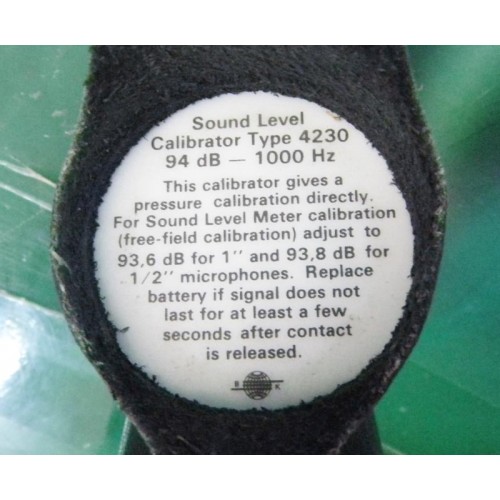 Sound Level
Calibrator Type 4230
94 dB — 1000 Hz
This calibrator gives a
pressure calibration directly.
For Sound Level Meter calibration
(free-field calibration) adjust to
93,6 dB for 1'' and 93,8 dB for
1/2'' microphones. Replace
battery if signal does not
last for at least a few
seconds after contact
is released.
B K